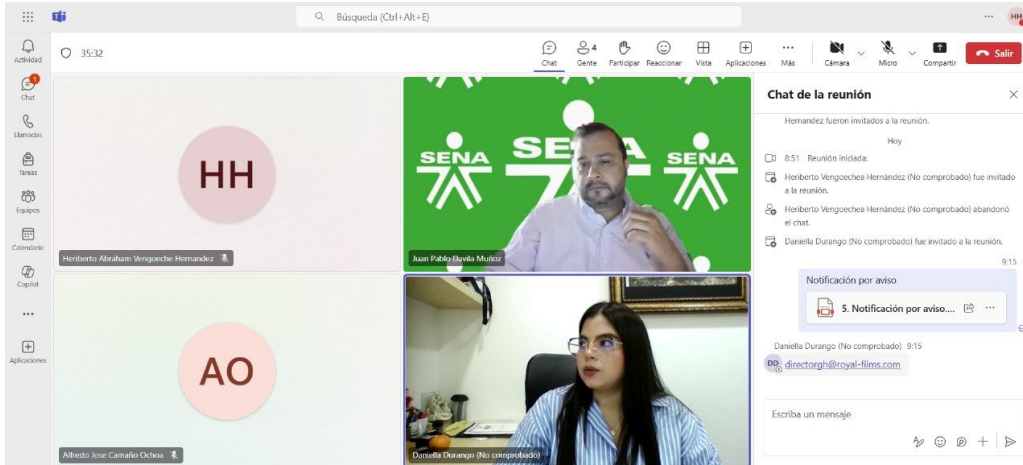 Búsqueda (Ctrl+Alt+E)
HH
35:32
Chat
4
Gente
Participar
Reaccionar
Vista
Aplicaciones
Más
Cámara
Micro
Compartir
Salir
Actividad
1
Chat
Llamadas
Tareas
Equipos
Calendario
Copilot
Aplicaciones
HH
Heriberto Abraham Vengoechea Hernandez
SENA
SENA
SENA
Juan Pablo Davila Muñoz
AO
Alfredo Jose Camaño Ochoa
Daniella Durango (No comprobado)
Chat de la reunión
Hernandez fueron invitados a la reunión.
Hoy
8:51 Reunión iniciada:
Heriberto Vengoechea Hernández (No comprobado) fue invitado
a la reunión.
Heriberto Vengoechea Hernández (No comprobado) abandonó
el chat.
Daniella Durango (No comprobado) fue invitado a la reunión.
9:15
Notificación por aviso
5. Notificación por aviso....
Daniella Durango (No comprobado) 9:15
DD
directorgh@royal-films.com
Escriba un mensaje